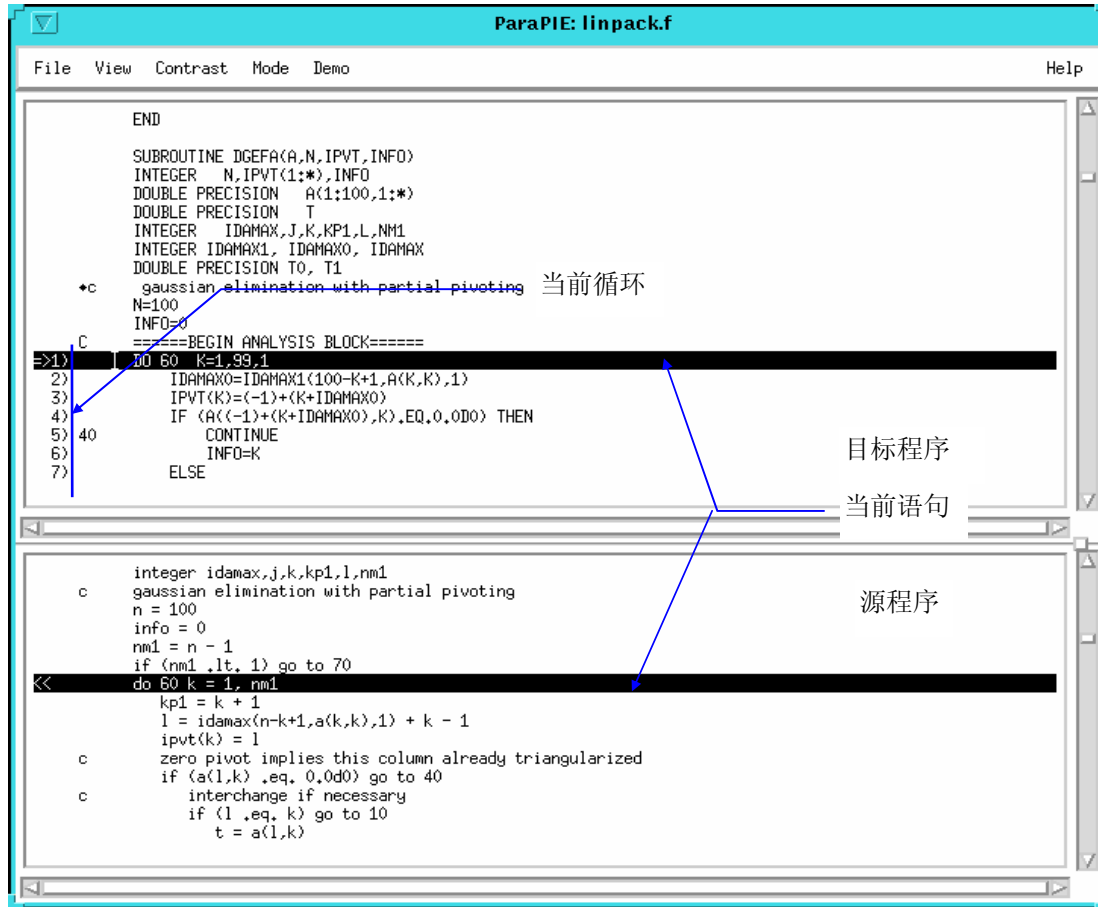 ParaPIE: linpack.f
File View Contrast Mode Demo Help
END
SUBROUTINE DGEFA(A,N,IPVT,INFO)
INTEGER N,IPVT(1:*),INFO
DOUBLE PRECISION A(1:100,1:*)
DOUBLE PRECISION T
INTEGER IDAMAX,J,K,KP1,L,NM1
INTEGER IDAMAX1, IDAMAX0, IDAMAX
DOUBLE PRECISION T0, T1
◆c gaussian elimination with partial pivoting
当前循环
N=100
INFO=0
C ======BEGIN ANALYSIS BLOCK======
=>1) DO 60 K=1,99,1
2) IDAMAX0=IDAMAX1(100-K+1,A(K,K),1)
3) IPVT(K)=(-1)+(K+IDAMAX0)
4) IF (A((-1)+(K+IDAMAX0),K).EQ.0.0D0) THEN
5) 40 CONTINUE
6) INFO=K
7) ELSE
目标程序
当前语句
integer idamax,j,k,kp1,l,nm1
c gaussian elimination with partial pivoting
n = 100
info = 0
nm1 = n - 1
if (nm1 .lt. 1) go to 70
<< do 60 k = 1, nm1
kp1 = k + 1
l = idamax(n-k+1,a(k,k),1) + k - 1
ipvt(k) = l
c zero pivot implies this column already triangularized
if (a(l,k) .eq. 0.0d0) go to 40
c interchange if necessary
if (l .eq. k) go to 10
t = a(l,k)
源程序